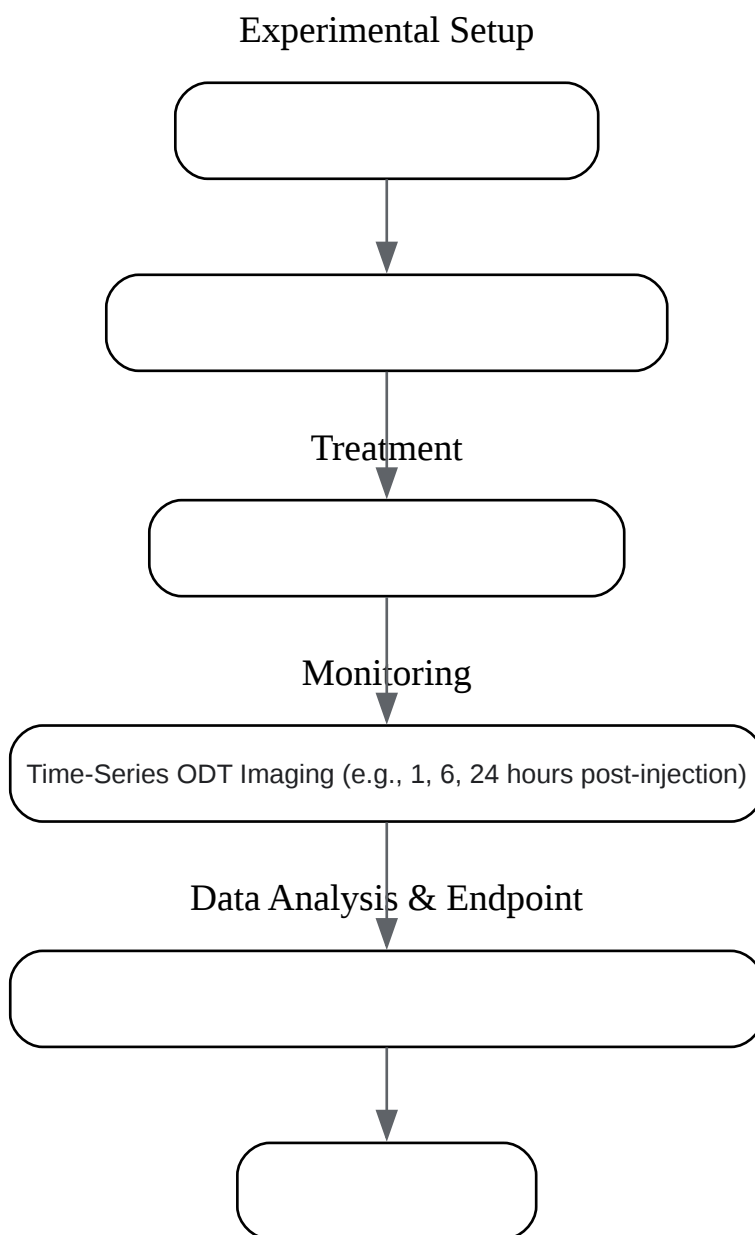 Experimental Setup
Treatment
Monitoring
Time-Series ODT Imaging (e.g., 1, 6, 24 hours post-injection)
Data Analysis & Endpoint